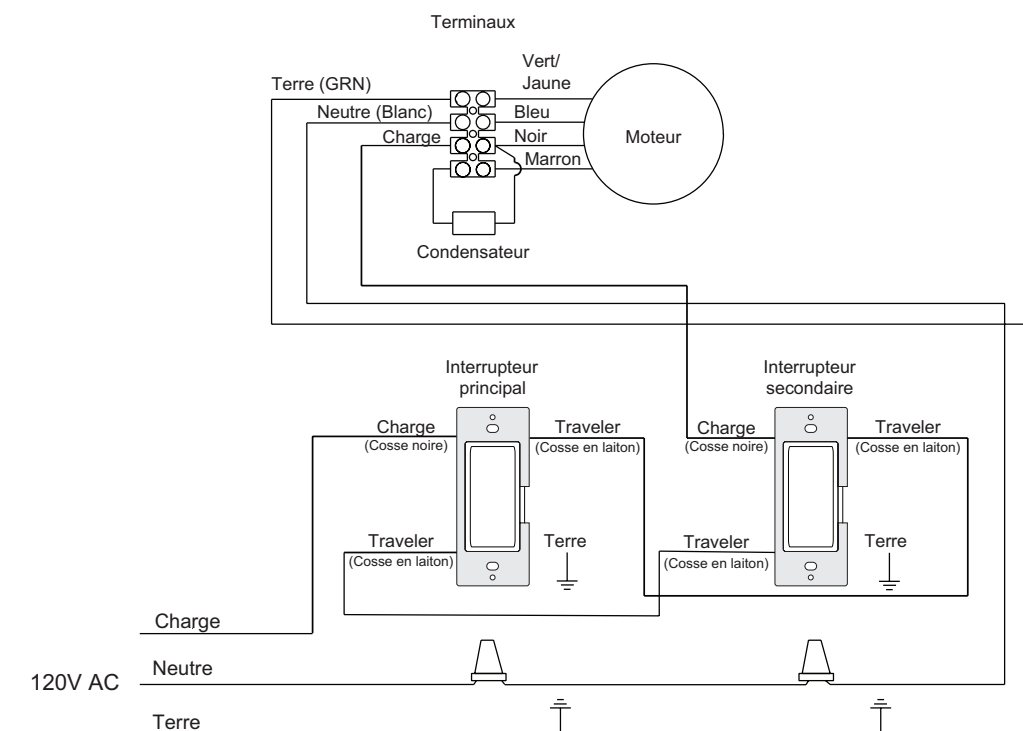 Terminaux
Vert/
Jaune
Terre (GRN)
Neutre (Blanc)
Bleu
Charge
Noir
Moteur
Marron
Condensateur
Interrupteur
principal
Interrupteur
secondaire
Charge
(Cosse noire)
Traveler
(Cosse en laiton)
Charge
(Cosse noire)
Traveler
(Cosse en laiton)
Traveler
(Cosse en laiton)
Terre
Traveler
(Cosse en laiton)
Terre
Charge
Neutre
120V AC
Terre